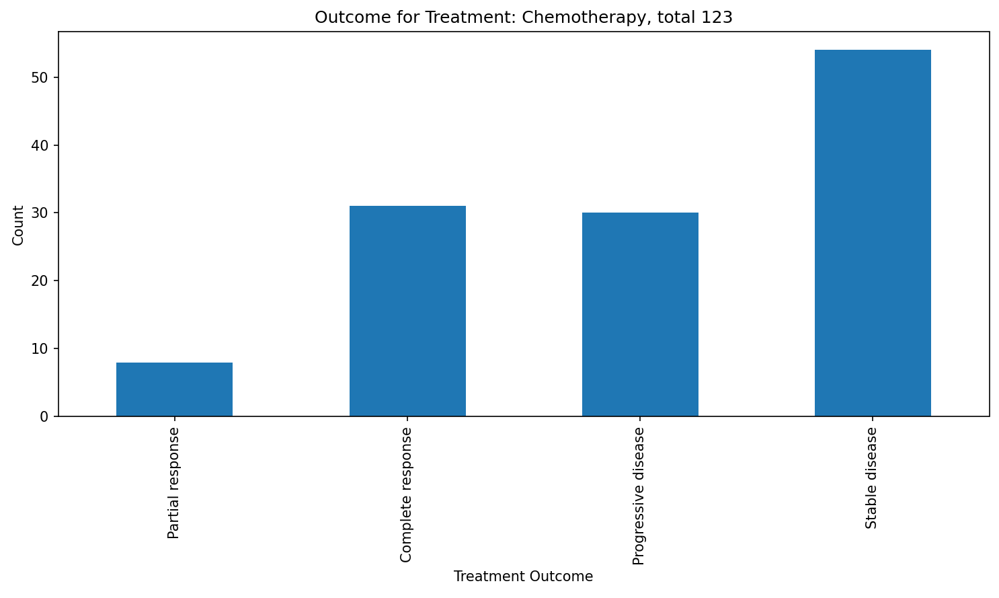 Outcome for Treatment: Chemotherapy, total 123
Count
50
40
30
20
10
0
Partial response
Complete response
Progressive disease
Stable disease
Treatment Outcome